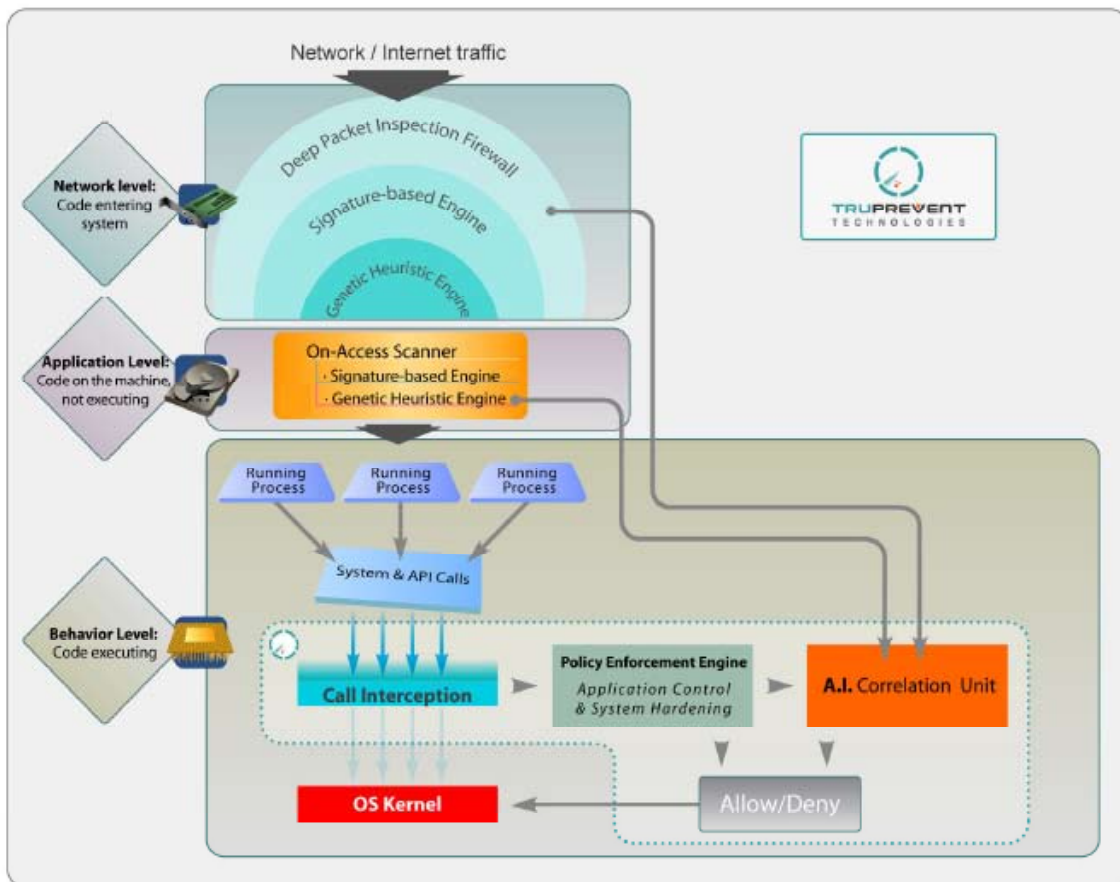 Network / Internet traffic
Deep Packet Inspection Firewall
Signature-based Engine
Genetic Heuristic Engine
Network level:
Code entering
system
TRUPREVENT
TECHNOLOGIES
Application Level:
Code on the machine,
not executing
On-Access Scanner
· Signature-based Engine
· Genetic Heuristic Engine
Running
Process
Running
Process
Running
Process
System & API Calls
Behavior Level:
Code executing
Call Interception
Policy Enforcement Engine
Application Control
& System Hardening
A.I. Correlation Unit
OS Kernel
Allow/Deny